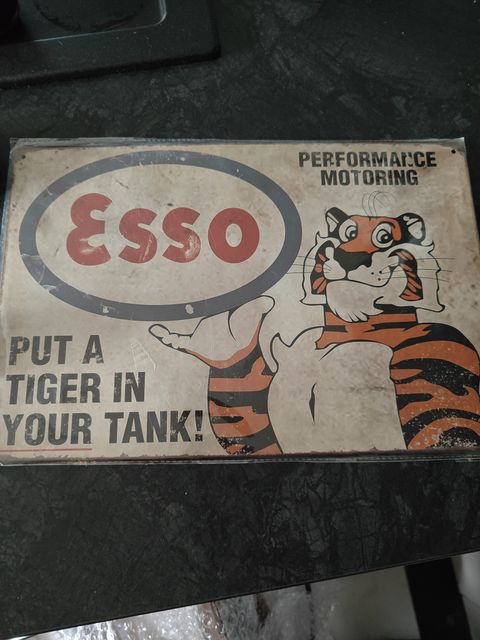 Esso
PERFORMANCE
MOTORING
PUT A
TIGER IN
YOUR TANK!